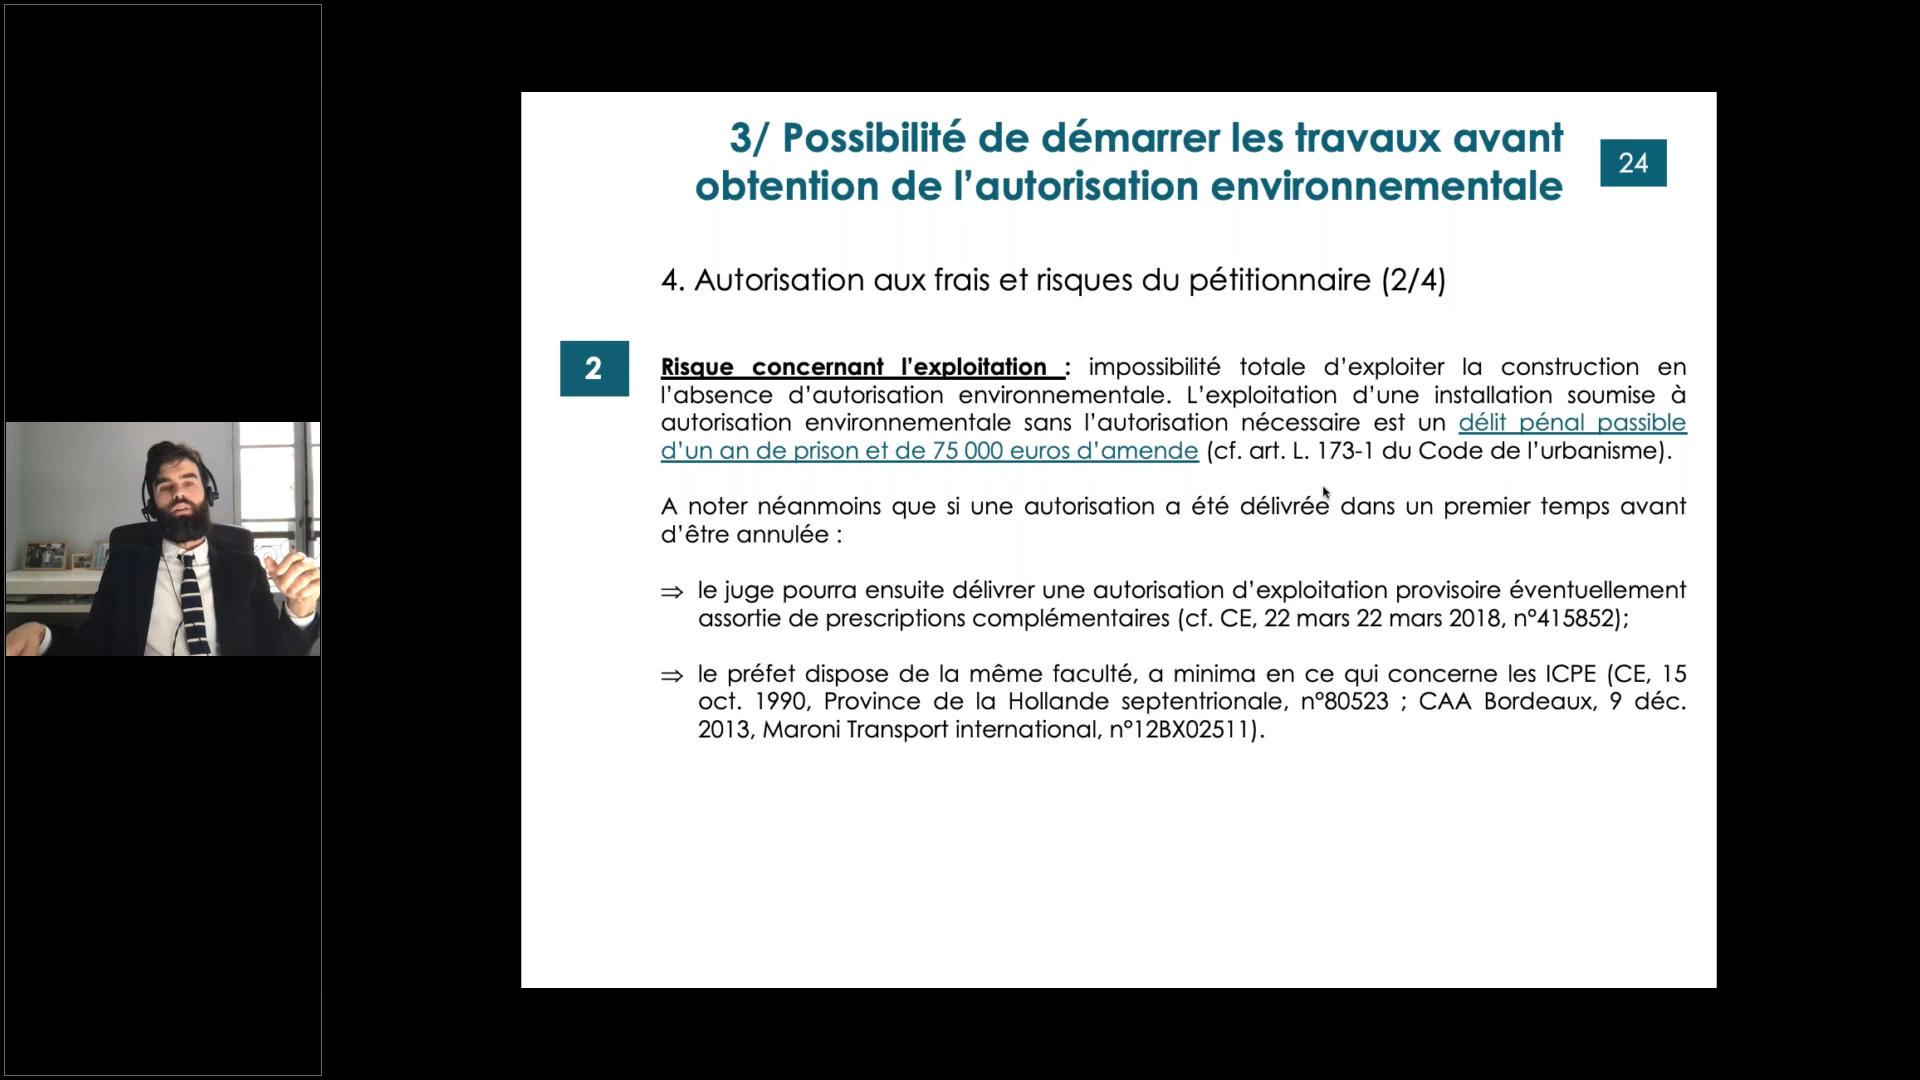 3/ Possibilité de démarrer les travaux avant
obtention de l’autorisation environnementale
24
4. Autorisation aux frais et risques du pétitionnaire (2/4)
2
Risque concernant l’exploitation : impossibilité totale d’exploiter la construction en
l’absence d’autorisation environnementale. L’exploitation d’une installation soumise à
autorisation environnementale sans l’autorisation nécessaire est un délit pénal passible
d’un an de prison et de 75 000 euros d’amende (cf. art. L. 173-1 du Code de l’urbanisme).
A noter néanmoins que si une autorisation a été délivrée dans un premier temps avant
d’être annulée :
⇒ le juge pourra ensuite délivrer une autorisation d’exploitation provisoire éventuellement
assortie de prescriptions complémentaires (cf. CE, 22 mars 22 mars 2018, n°415852);
⇒ le préfet dispose de la même faculté, a minima en ce qui concerne les ICPE (CE, 15
oct. 1990, Province de la Hollande septentrionale, n°80523 ; CAA Bordeaux, 9 déc.
2013, Maroni Transport international, n°12BX02511).